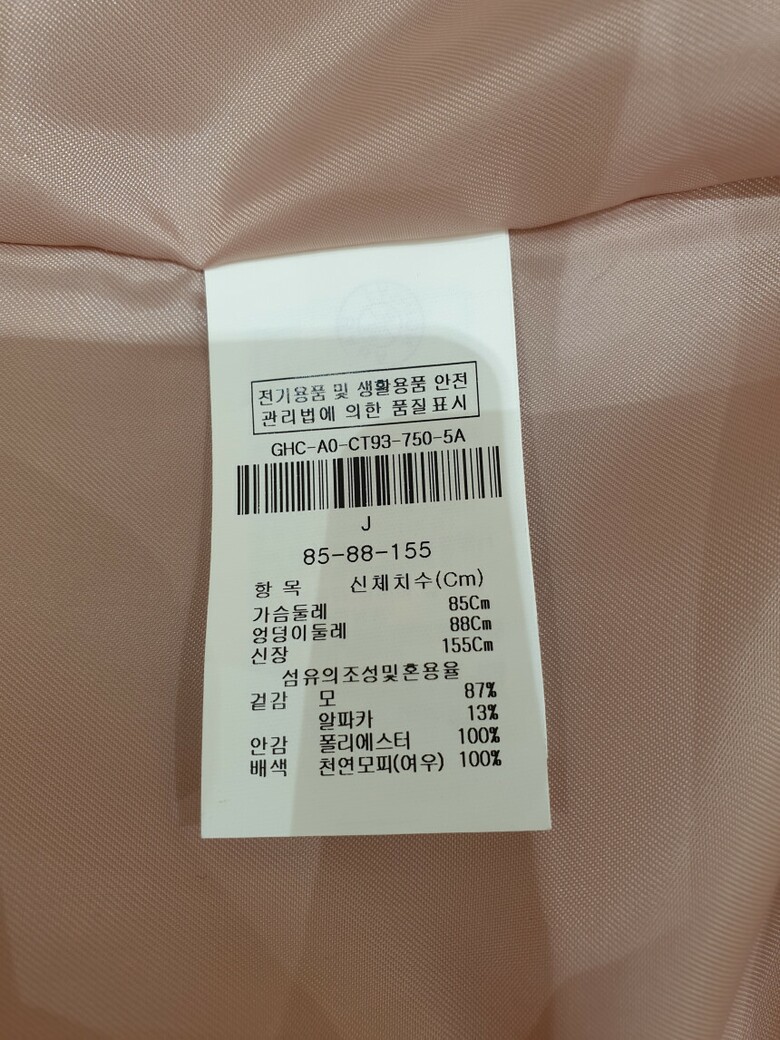 전기용품 및 생활용품 안전
관리법에 의한 품질표시
GHC-A0-CT93-750-5A
J
85-88-155
항 목 신체치수(Cm)
가슴둘레 85Cm
엉덩이둘레 88Cm
신장 155Cm
섬유의조성및혼용율
겉감 모 87%
알파카 13%
안감 폴리에스터 100%
배색 천연모피(여우) 100%